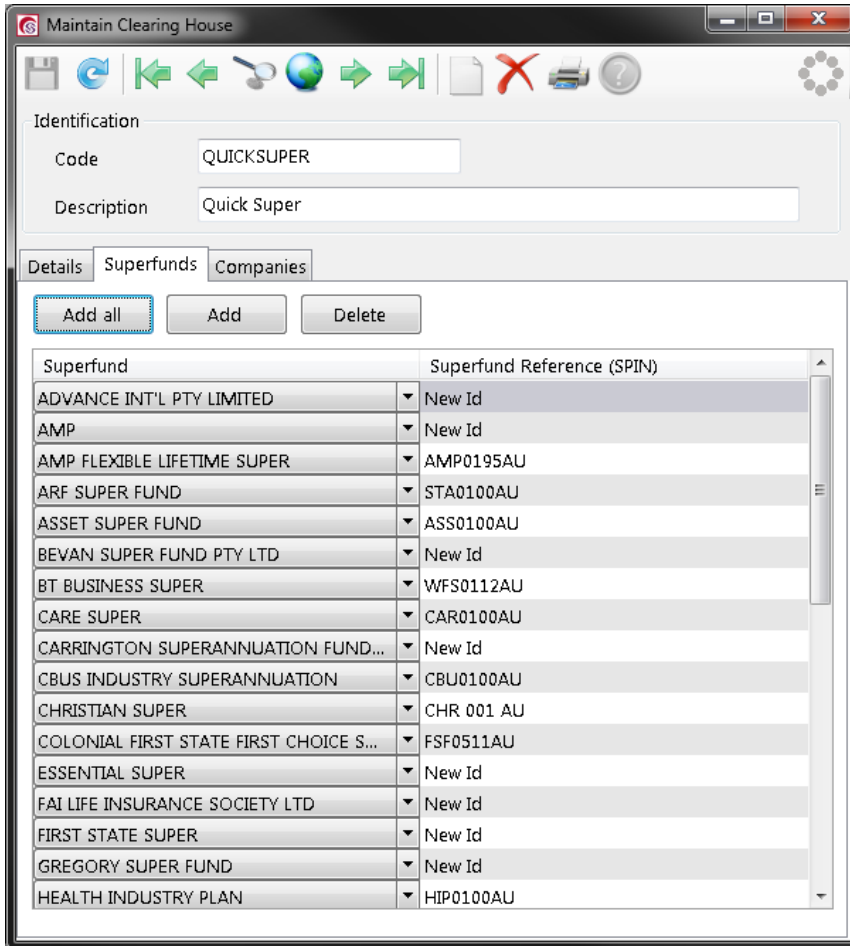 Maintain Clearing House
Identification
Code QUICKSUPER
Description Quick Super
Details Superfunds Companies
Add all Add Delete
Superfund Superfund Reference (SPIN)
ADVANCE INT'L PTY LIMITED New Id
AMP New Id
AMP FLEXIBLE LIFETIME SUPER AMP0195AU
ARF SUPER FUND STA0100AU
ASSET SUPER FUND ASS0100AU
BEVAN SUPER FUND PTY LTD New Id
BT BUSINESS SUPER WFS0112AU
CARE SUPER CAR0100AU
CARRINGTON SUPERANNUATION FUND... New Id
CBUS INDUSTRY SUPERANNUATION CBU0100AU
CHRISTIAN SUPER CHR 001 AU
COLONIAL FIRST STATE FIRST CHOICE S... FSF0511AU
ESSENTIAL SUPER New Id
FAI LIFE INSURANCE SOCIETY LTD New Id
FIRST STATE SUPER New Id
GREGORY SUPER FUND New Id
HEALTH INDUSTRY PLAN HIP0100AU